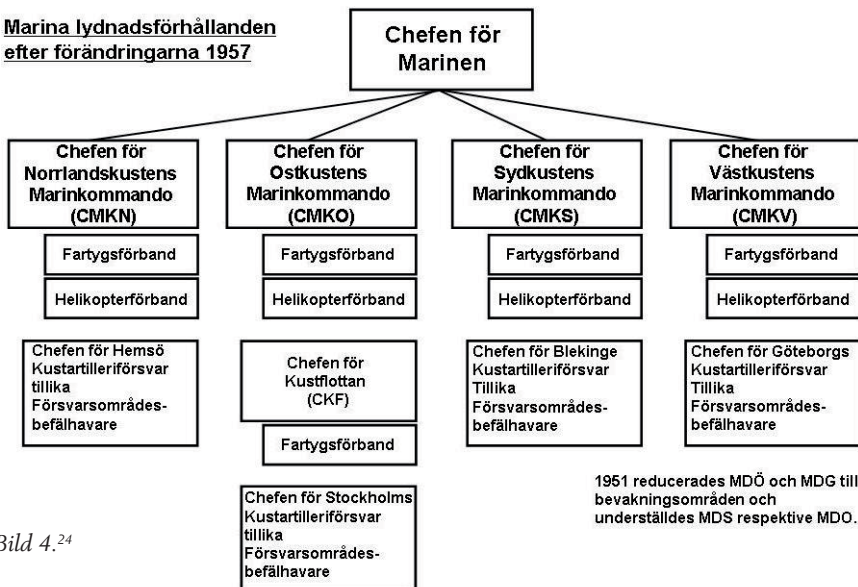 Marina lydnadsförhållanden
efter förändringarna 1957
Chefen för
Marinen
Chefen för
Norrlandskustens
Marinkommando
(CMKN)
Fartygsförband
Helikopterförband
Chefen för Hemsö
Kustartilleriförsvar
tillika
Försvarsområdes-
befälhavare
Chefen för
Ostkustens
Marinkommando
(CMKO)
Fartygsförband
Helikopterförband
Chefen för
Kustflottan
(CKF)
Fartygsförband
Chefen för Stockholms
Kustartilleriförsvar
tillika
Försvarsområdes-
befälhavare
Chefen för
Sydkustens
Marinkommando
(CMKS)
Fartygsförband
Helikopterförband
Chefen för Blekinge
Kustartilleriförsvar
Tillika
Försvarsområdes-
befälhavare
Chefen för
Västkustens
Marinkommando
(CMKV)
Fartygsförband
Helikopterförband
Chefen för Göteborgs
Kustartilleriförsvar
Tillika
Försvarsområdes-
befälhavare
1951 reducerades MDÖ och MDG till
bevakningsområden och
underställdes MDS respektive MDO.
Bild 4.24